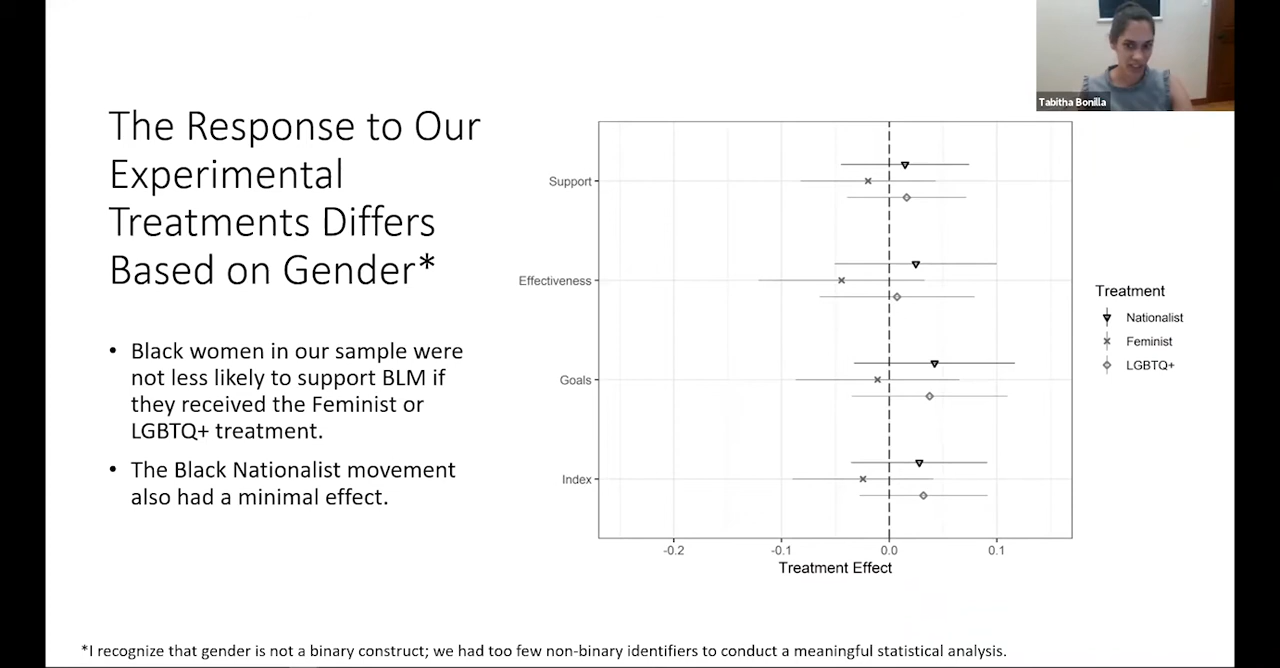 Tabitha Bonilla
The Response to Our
Experimental
Treatments Differs
Based on Gender*
• Black women in our sample were
not less likely to support BLM if
they received the Feminist or
LGBTQ+ treatment.
• The Black Nationalist movement
also had a minimal effect.
Support
Effectiveness
Goals
Index
-0.2 -0.1 0.0 0.1
Treatment Effect
Treatment
Nationalist
Feminist
LGBTQ+
*I recognize that gender is not a binary construct; we had too few non-binary identifiers to conduct a meaningful statistical analysis.